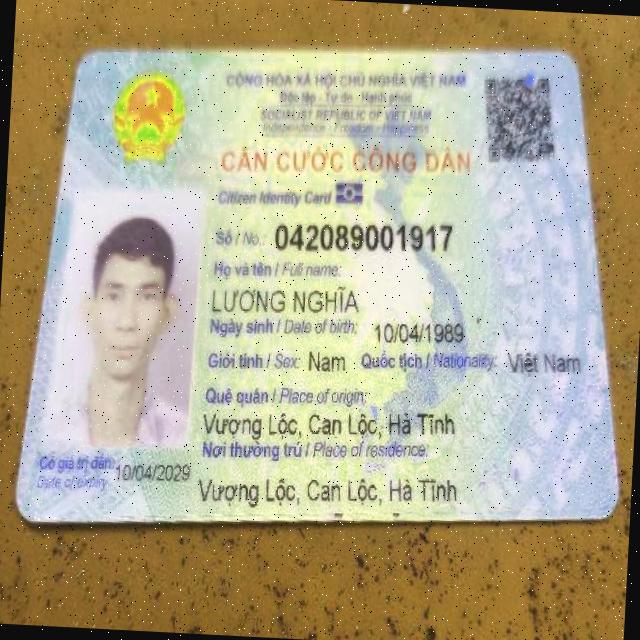 CỘNG HÒA XÃ HỘI CHỦ NGHĨA VIỆT NAM
Độc lập - Tự do - Hạnh phúc
SOCIALIST REPUBLIC OF VIET NAM
Independence - Freedom - Happiness
CĂN CƯỚC CÔNG DÂN
Citizen Identity Card
Số / No.: 042089001917
Họ và tên / Full name:
LƯƠNG NGHĨA
Ngày sinh / Date of birth: 10/04/1989
Giới tính / Sex: Nam Quốc tịch / Nationality: Việt Nam
Quê quán / Place of origin:
Vượng Lộc, Can Lộc, Hà Tĩnh
Nơi thường trú / Place of residence:
Vượng Lộc, Can Lộc, Hà Tĩnh
Có giá trị đến: 10/04/2029
Date of expiry